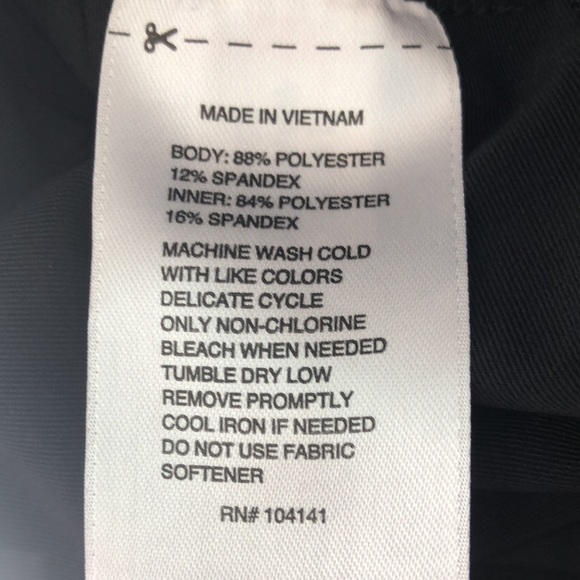 MADE IN VIETNAM
BODY: 88% POLYESTER
12% SPANDEX
INNER: 84% POLYESTER
16% SPANDEX
MACHINE WASH COLD
WITH LIKE COLORS
DELICATE CYCLE
ONLY NON-CHLORINE
BLEACH WHEN NEEDED
TUMBLE DRY LOW
REMOVE PROMPTLY
COOL IRON IF NEEDED
DO NOT USE FABRIC
SOFTENER
RN# 104141